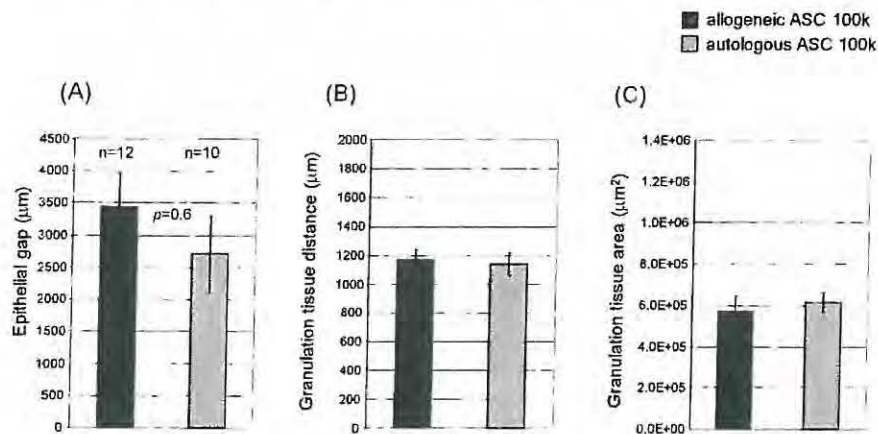 allogeneic ASC 100k
autologous ASC 100k
(A)
Epithelial gap (μm)
4500
4000
3500
3000
2500
2000
1500
1000
500
0
n=12
n=10
p=0.6
(B)
Granulation tissue distance (μm)
2000
1800
1600
1400
1200
1000
800
600
400
200
0
(C)
Granulation tissue area (μm²)
1.4E+06
1.2E+06
1.0E+06
8.0E+05
6.0E+05
4.0E+05
2.0E+05
0.0E+00